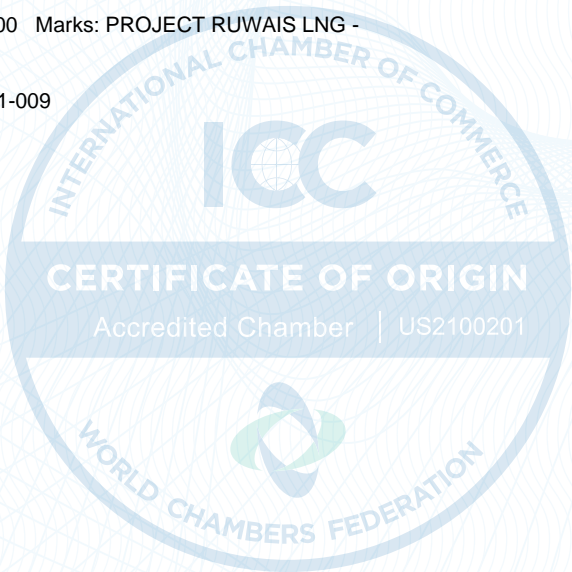 00 Marks: PROJECT RUWAIS LNG -
1-009
INTERNATIONAL CHAMBER OF COMMERCE
ICC
CERTIFICATE OF ORIGIN
Accredited Chamber | US2100201
WORLD CHAMBERS FEDERATION